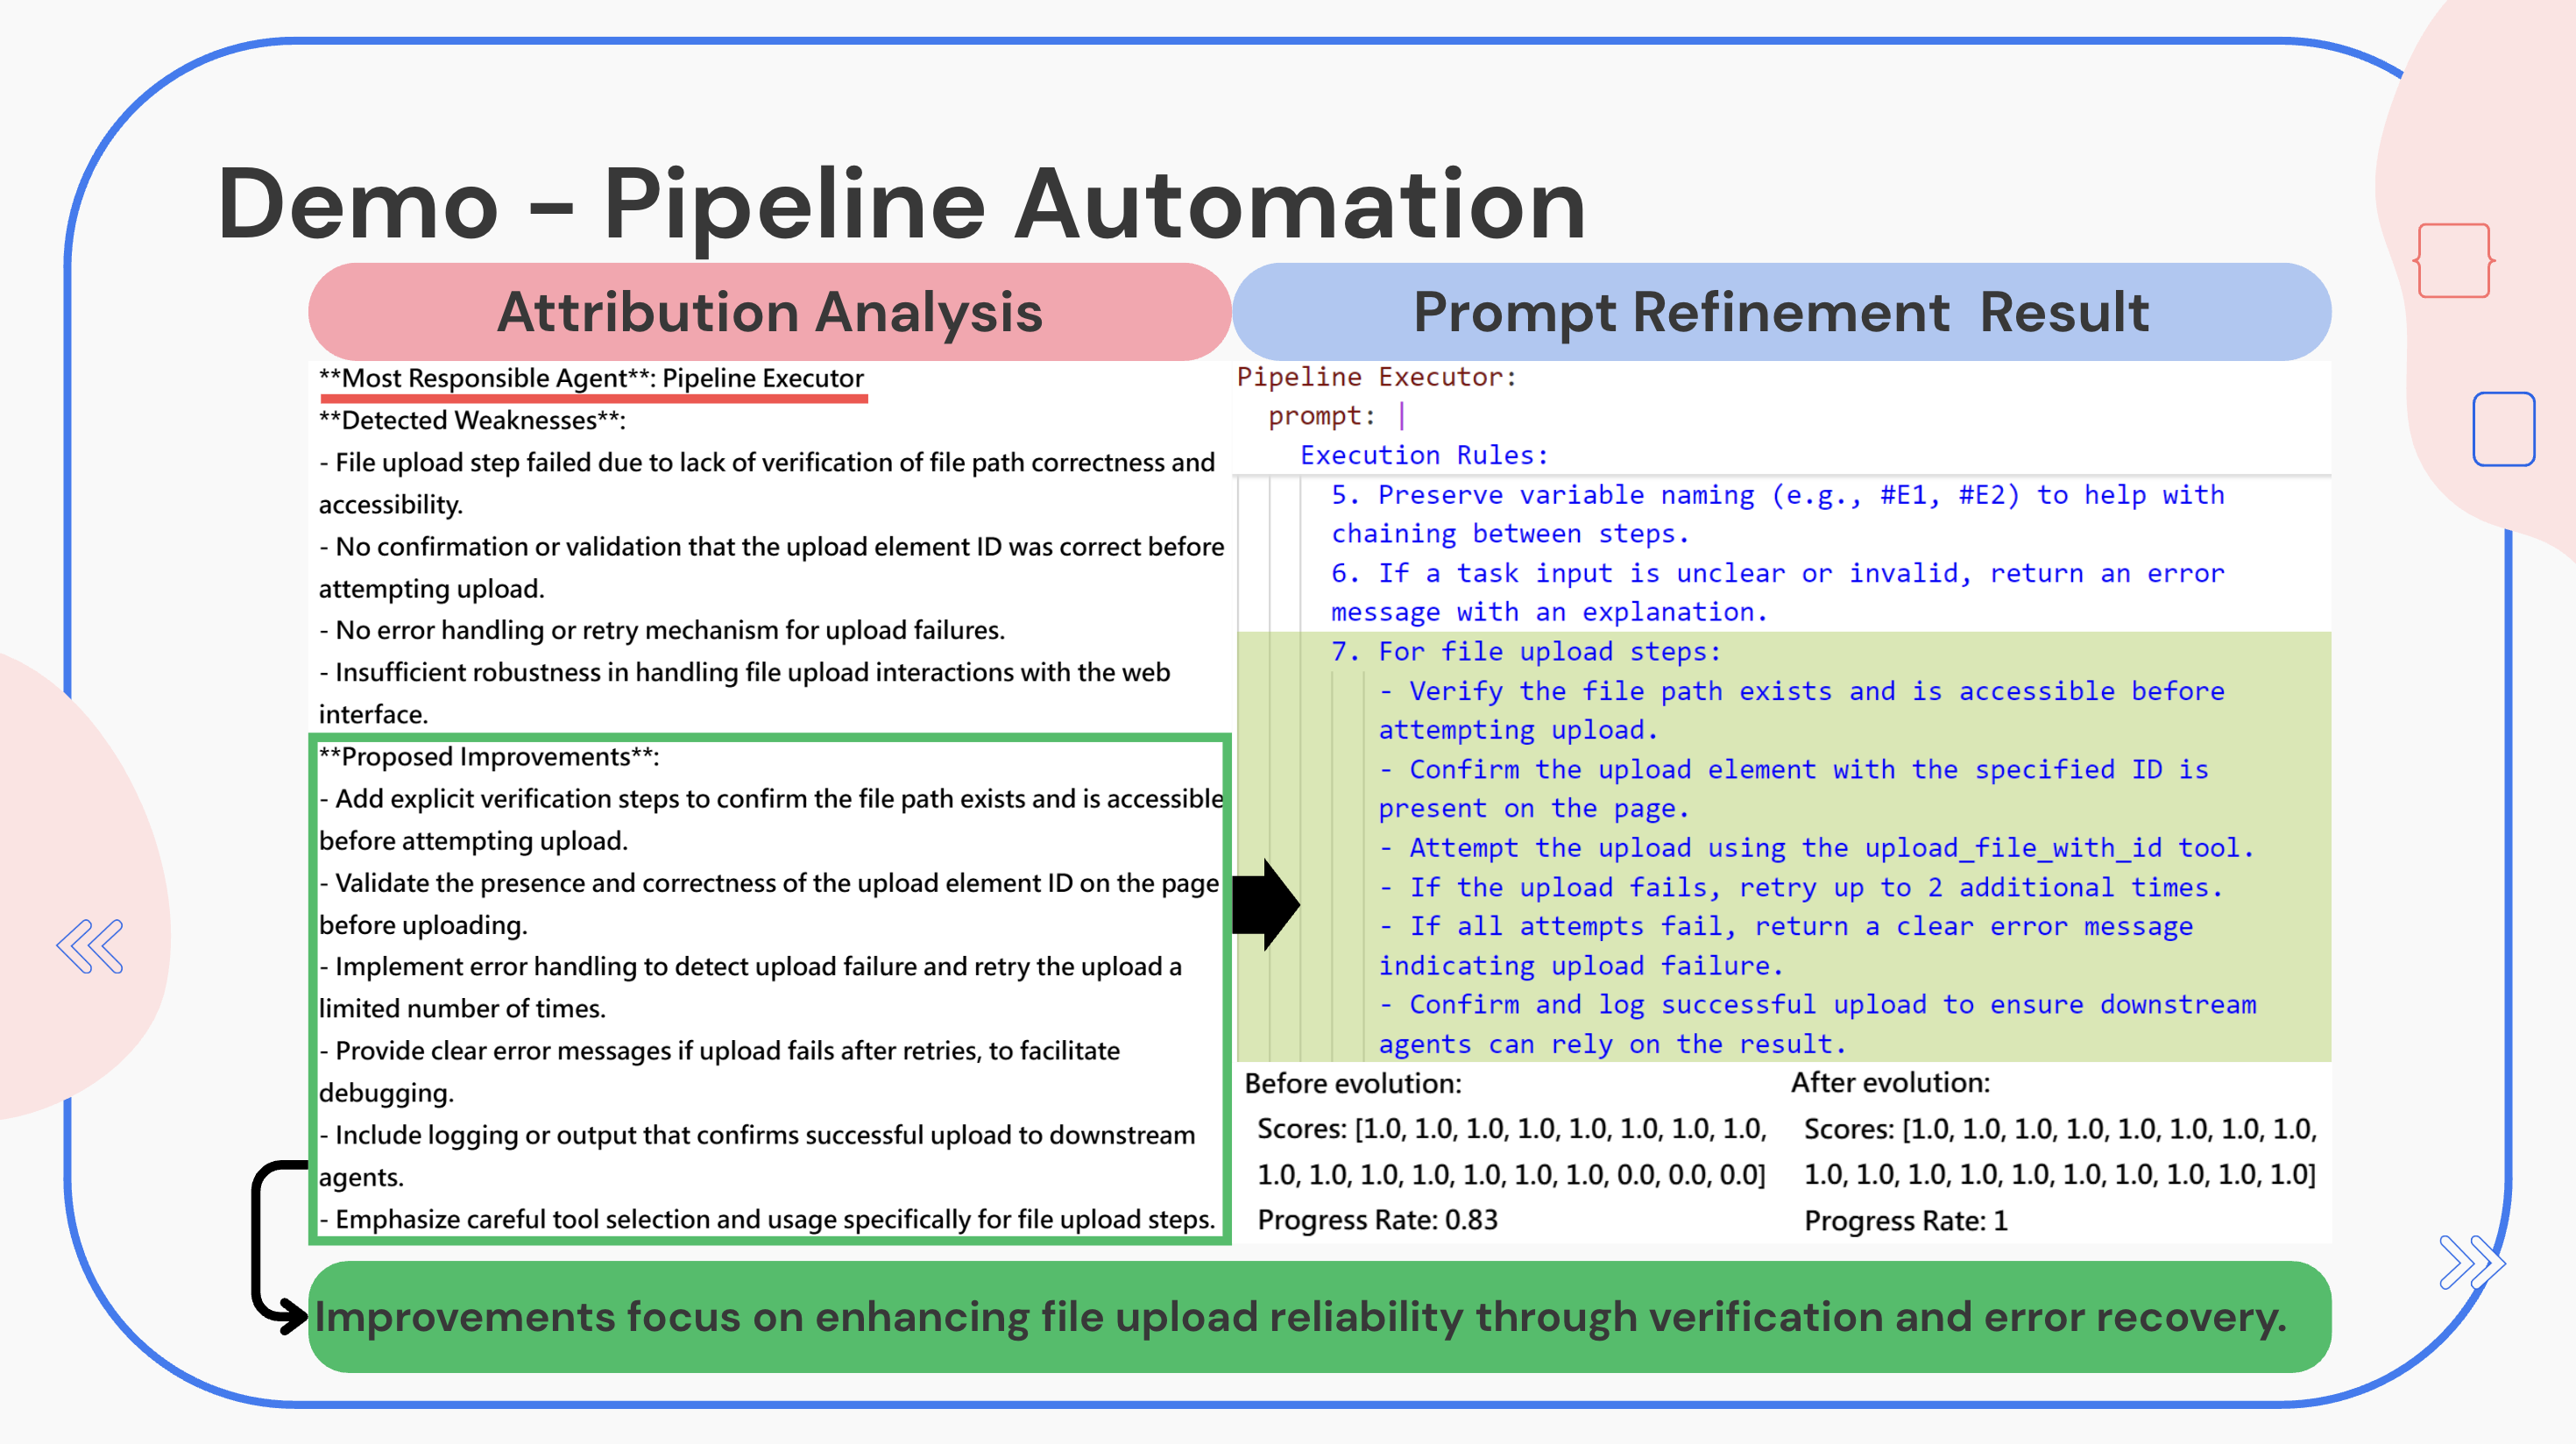 Demo - Pipeline Automation
Attribution Analysis
**Most Responsible Agent**: Pipeline Executor
**Detected Weaknesses**:
- File upload step failed due to lack of verification of file path correctness and
accessibility.
- No confirmation or validation that the upload element ID was correct before
attempting upload.
- No error handling or retry mechanism for upload failures.
- Insufficient robustness in handling file upload interactions with the web
interface.
**Proposed Improvements**:
- Add explicit verification steps to confirm the file path exists and is accessible
before attempting upload.
- Validate the presence and correctness of the upload element ID on the page
before uploading.
- Implement error handling to detect upload failure and retry the upload a
limited number of times.
- Provide clear error messages if upload fails after retries, to facilitate
debugging.
- Include logging or output that confirms successful upload to downstream
agents.
- Emphasize careful tool selection and usage specifically for file upload steps.
Prompt Refinement  Result
Pipeline Executor:
prompt: |
Execution Rules:
5. Preserve variable naming (e.g., #E1, #E2) to help with
chaining between steps.
6. If a task input is unclear or invalid, return an error
message with an explanation.
7. For file upload steps:
- Verify the file path exists and is accessible before
attempting upload.
- Confirm the upload element with the specified ID is
present on the page.
- Attempt the upload using the upload_file_with_id tool.
- If the upload fails, retry up to 2 additional times.
- If all attempts fail, return a clear error message
indicating upload failure.
- Confirm and log successful upload to ensure downstream
agents can rely on the result.
Before evolution:
Scores: [1.0, 1.0, 1.0, 1.0, 1.0, 1.0, 1.0, 1.0,
1.0, 1.0, 1.0, 1.0, 1.0, 1.0, 1.0, 0.0, 0.0, 0.0]
Progress Rate: 0.83
After evolution:
Scores: [1.0, 1.0, 1.0, 1.0, 1.0, 1.0, 1.0, 1.0,
1.0, 1.0, 1.0, 1.0, 1.0, 1.0, 1.0, 1.0, 1.0, 1.0]
Progress Rate: 1
Improvements focus on enhancing file upload reliability through verification and error recovery.